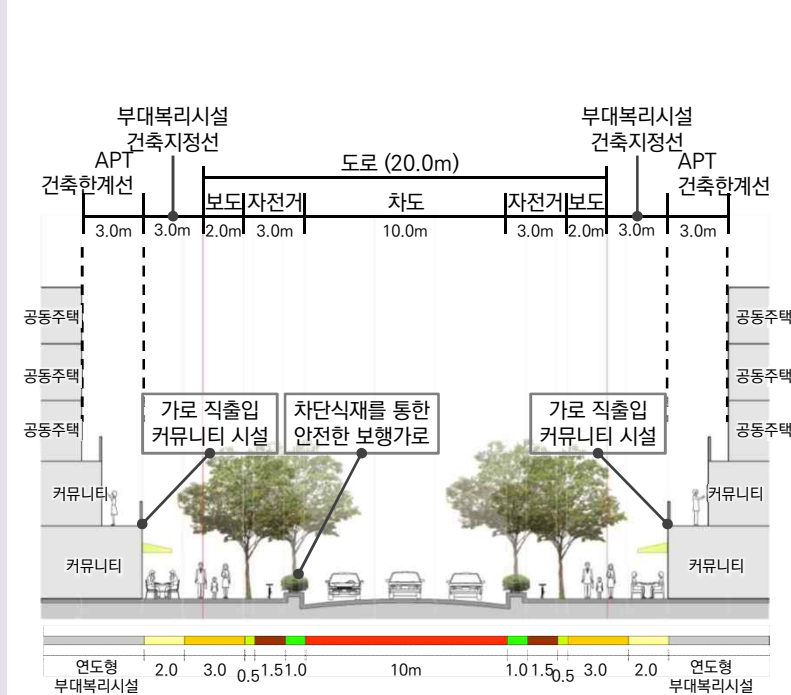 부대복리시설
건축지정선
부대복리시설
건축지정선
APT
건축한계선
도로 (20.0m)
APT
건축한계선
보도 자전거 차도 자전거 보도
3.0m 3.0m 2.0m 3.0m 10.0m 3.0m 2.0m 3.0m 3.0m
공동주택 공동주택
공동주택 공동주택
공동주택 공동주택
가로 직출입
커뮤니티 시설
차단식재를 통한
안전한 보행가로
가로 직출입
커뮤니티 시설
커뮤니티 커뮤니티
커뮤니티 커뮤니티
연도형
부대복리시설
2.0 3.0 0.5 1.5 1.0 10m 1.0 1.5 0.5 3.0 2.0
연도형
부대복리시설